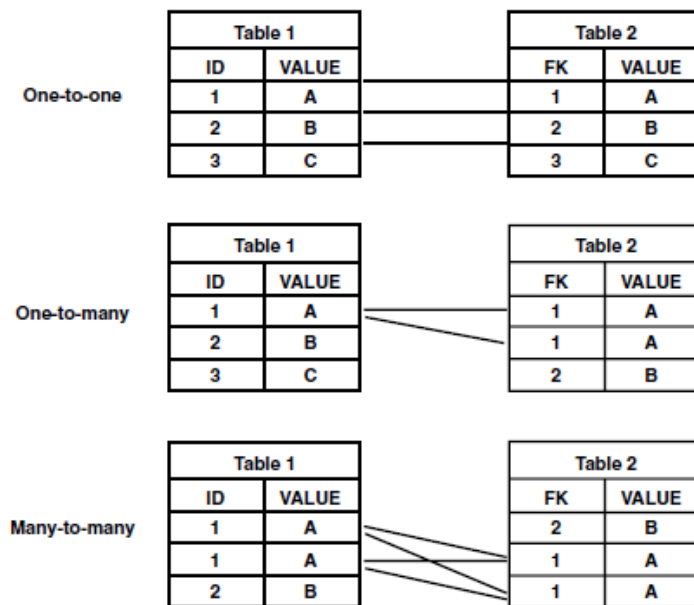 Table 1 Table 2
ID VALUE FK VALUE
One-to-one 1 A 1 A
2 B 2 B
3 C 3 C
Table 1 Table 2
ID VALUE FK VALUE
One-to-many 1 A 1 A
2 B 1 A
3 C 2 B
Table 1 Table 2
ID VALUE FK VALUE
Many-to-many 1 A 2 B
1 A 1 A
2 B 1 A